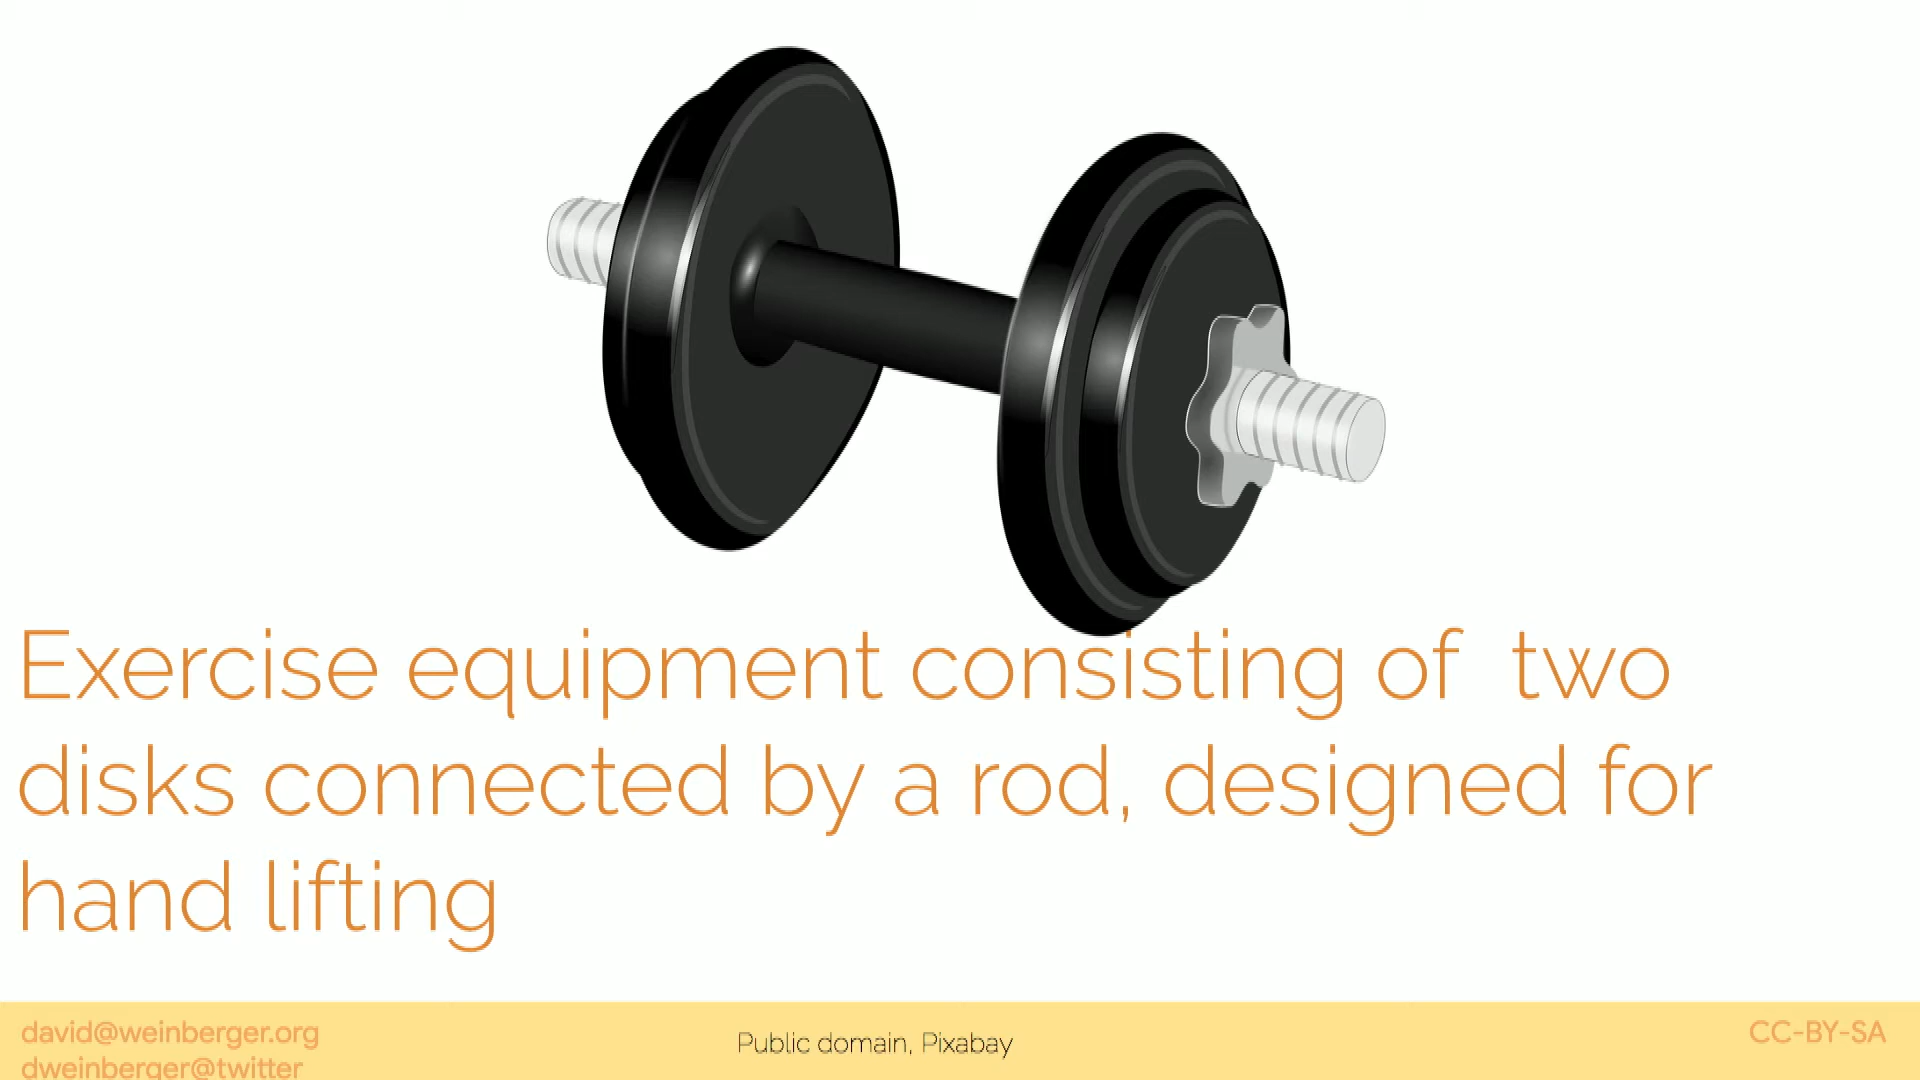 Exercise equipment consisting of  two
disks connected by a rod, designed for
hand lifting
david@weinberger.org
dweinberger@twitter
Public domain, Pixabay
CC-BY-SA